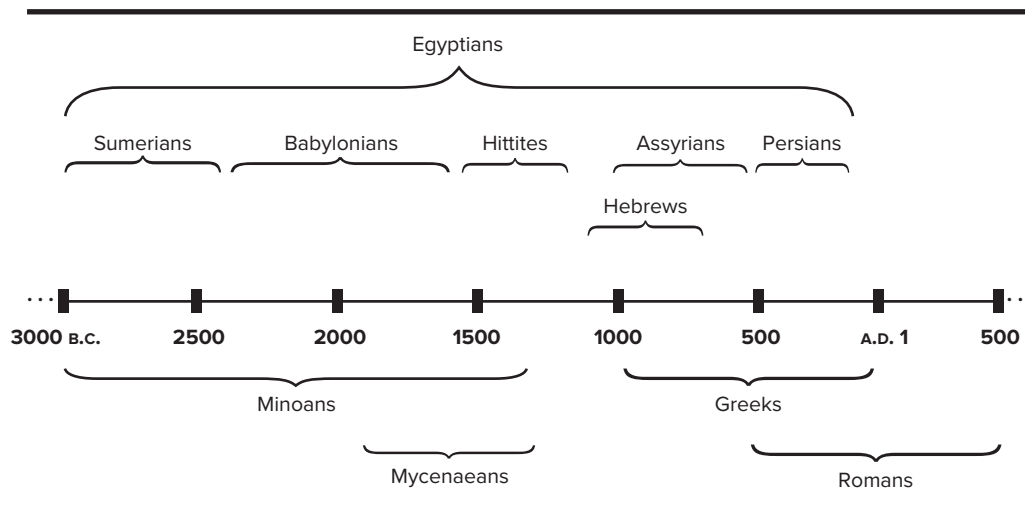 Egyptians
Sumerians Babylonians Hittites Assyrians Persians
Hebrews
3000 B.C. 2500 2000 1500 1000 500 A.D. 1 500
Minoans Greeks
Mycenaeans Romans